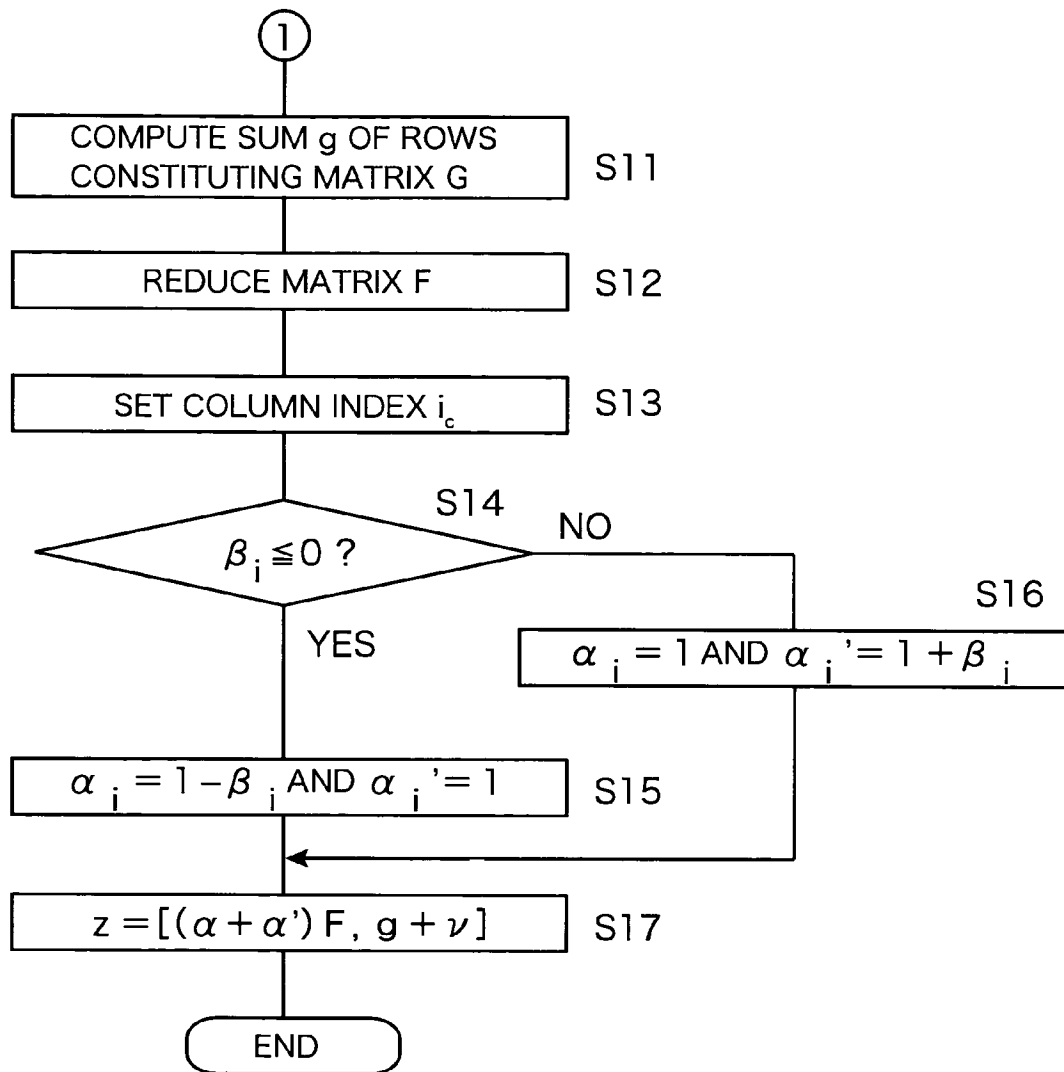 1
COMPUTE SUM g OF ROWS
CONSTITUTING MATRIX G
S11
REDUCE MATRIX F
S12
SET COLUMN INDEX i_c
S13
S14
β_i ≦ 0 ?
NO
YES
S16
α_i = 1 AND α_i' = 1 + β_i
α_i = 1 – β_i AND α_i' = 1
S15
z = [(α + α') F, g + ν]
S17
END